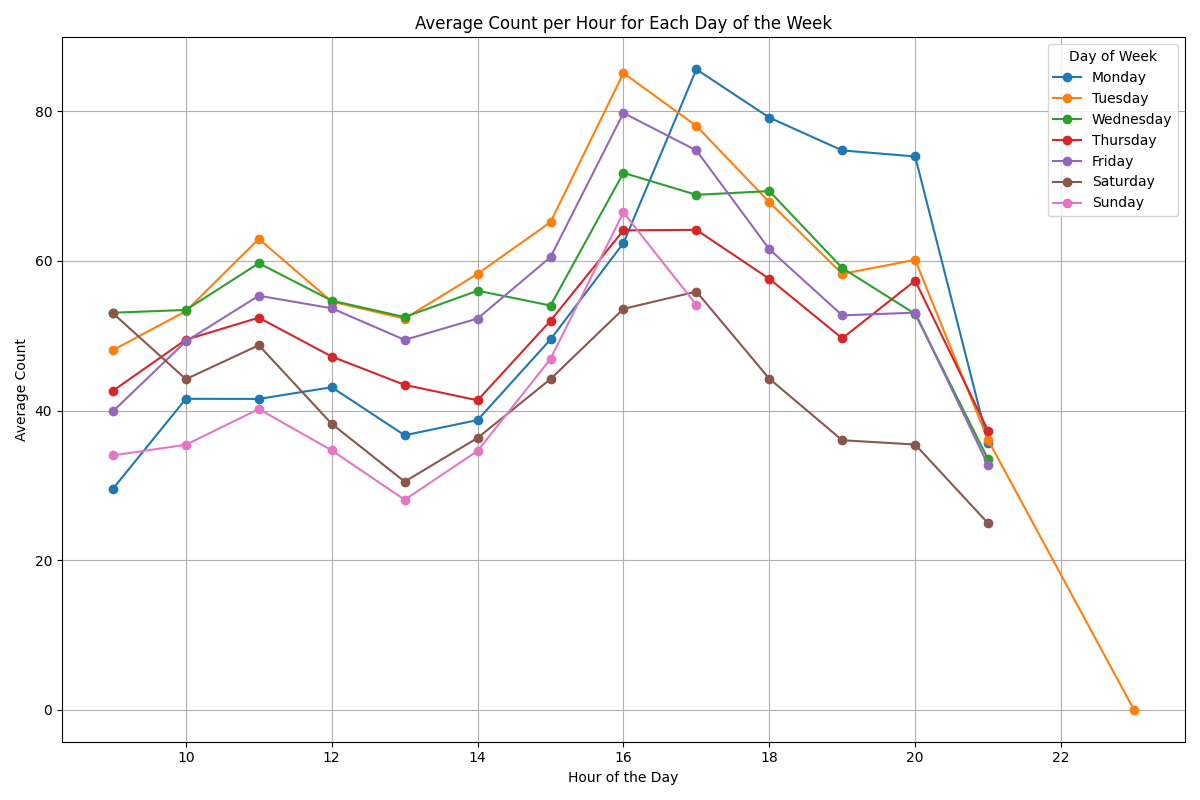 Average Count per Hour for Each Day of the Week
Day of Week
Monday
Tuesday
Wednesday
Thursday
Friday
Saturday
Sunday
Average Count
80
60
40
20
0
10 12 14 16 18 20 22
Hour of the Day